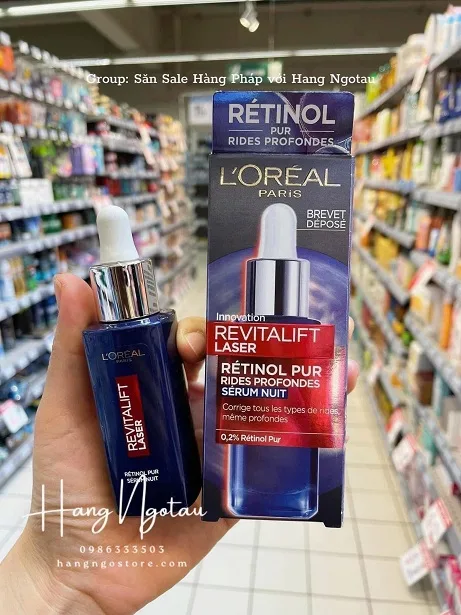 Group: Săn Sale Hàng Pháp với Hang Ngotau
RÉTINOL
PUR
RIDES PROFONDES
L'ORÉAL
PARIS
BREVET
DÉPOSÉ
Innovation
REVITALIFT
LASER
RÉTINOL PUR
RIDES PROFONDES
SÉRUM NUIT
Corrige tous les types de rides,
même profondes
0,2% Rétinol Pur
L'ORÉAL
PARIS
REVITALIFT
LASER
RÉTINOL PUR
SÉRUM NUIT
Hang Ngotau
0986333503
hangngostore.com